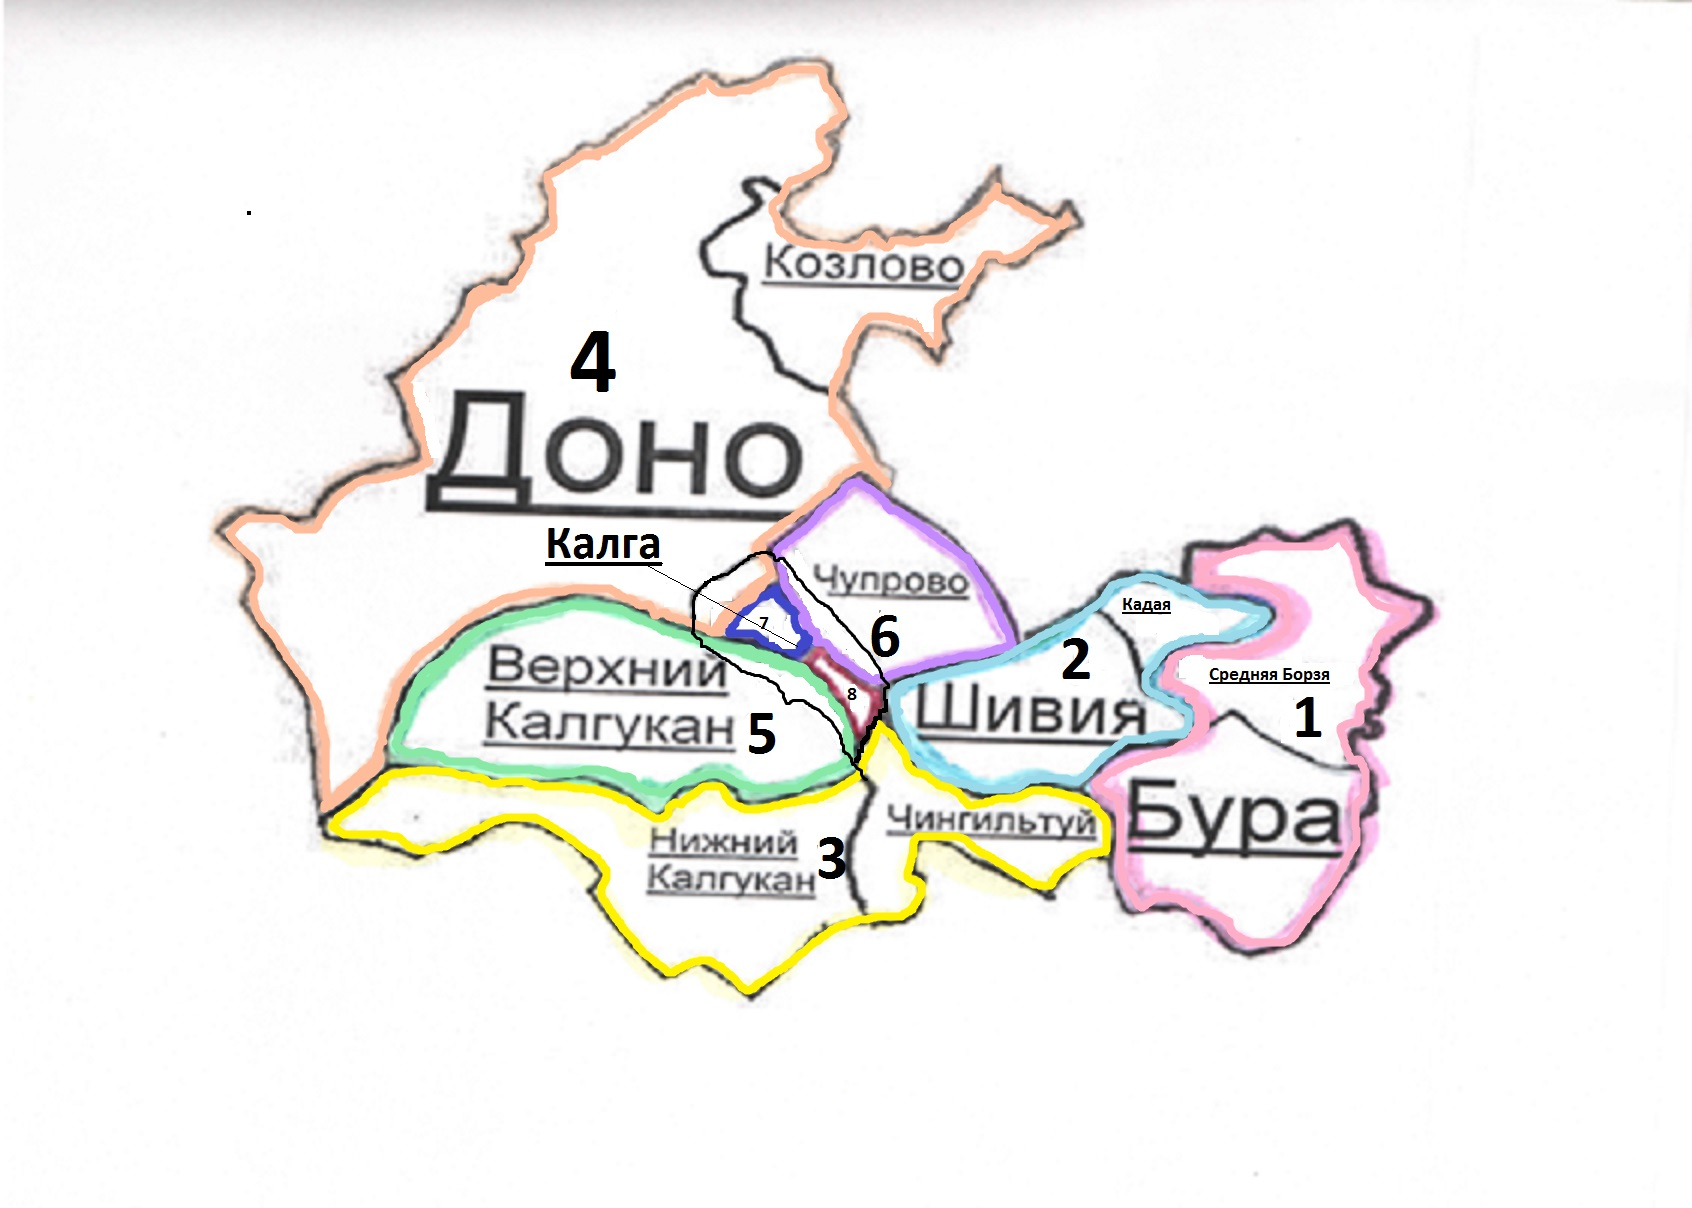 Козлово
4
Доно
Калга
Чупрово
Кадая
7
6
2
Верхний
Калгукан
5
8
Шивия
Средняя Борзя
1
Бура
Чингильтуй
Нижний
Калгукан
3